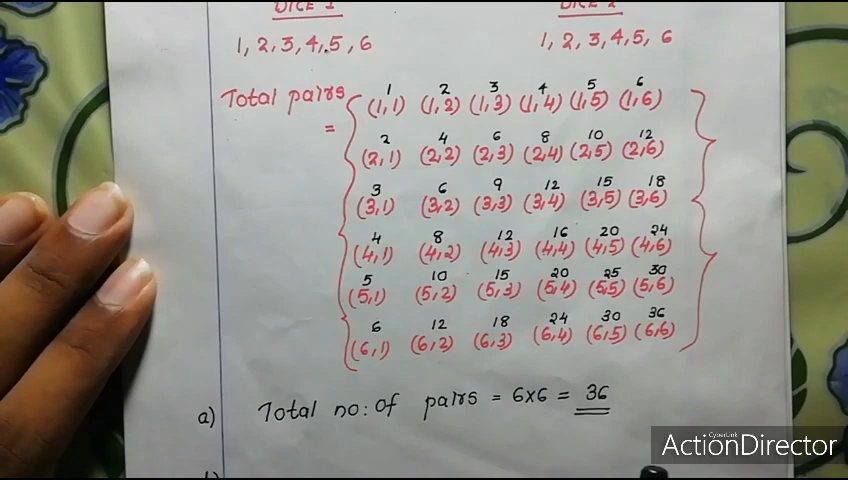 DICE 1 DICE 2
1, 2, 3, 4, 5, 6 1, 2, 3, 4, 5, 6
1 2 3 4 5 6
Total pairs (1,1) (1,2) (1,3) (1,4) (1,5) (1,6)
=
2 4 6 8 10 12
(2,1) (2,2) (2,3) (2,4) (2,5) (2,6)
3 6 9 12 15 18
(3,1) (3,2) (3,3) (3,4) (3,5) (3,6)
4 8 12 16 20 24
(4,1) (4,2) (4,3) (4,4) (4,5) (4,6)
5 10 15 20 25 30
(5,1) (5,2) (5,3) (5,4) (5,5) (5,6)
6 12 18 24 30 36
(6,1) (6,2) (6,3) (6,4) (6,5) (6,6)
a) Total no: of pairs = 6x6 = 36
CyberLink
ActionDirector